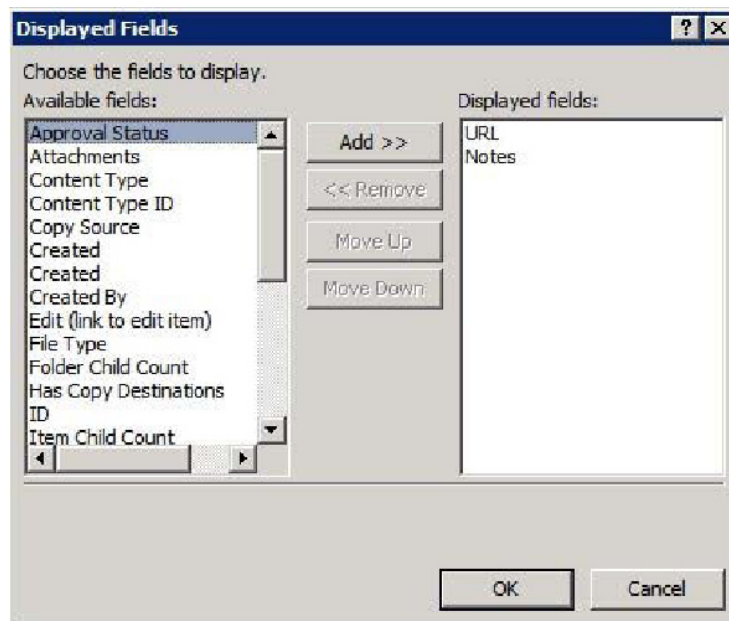 Displayed Fields
Choose the fields to display.
Available fields:
Approval Status
Attachments
Content Type
Content Type ID
Copy Source
Created
Created
Created By
Edit (link to edit item)
File Type
Folder Child Count
Has Copy Destinations
ID
Item Child Count
Add >>
<< Remove
Move Up
Move Down
Displayed fields:
URL
Notes
OK
Cancel